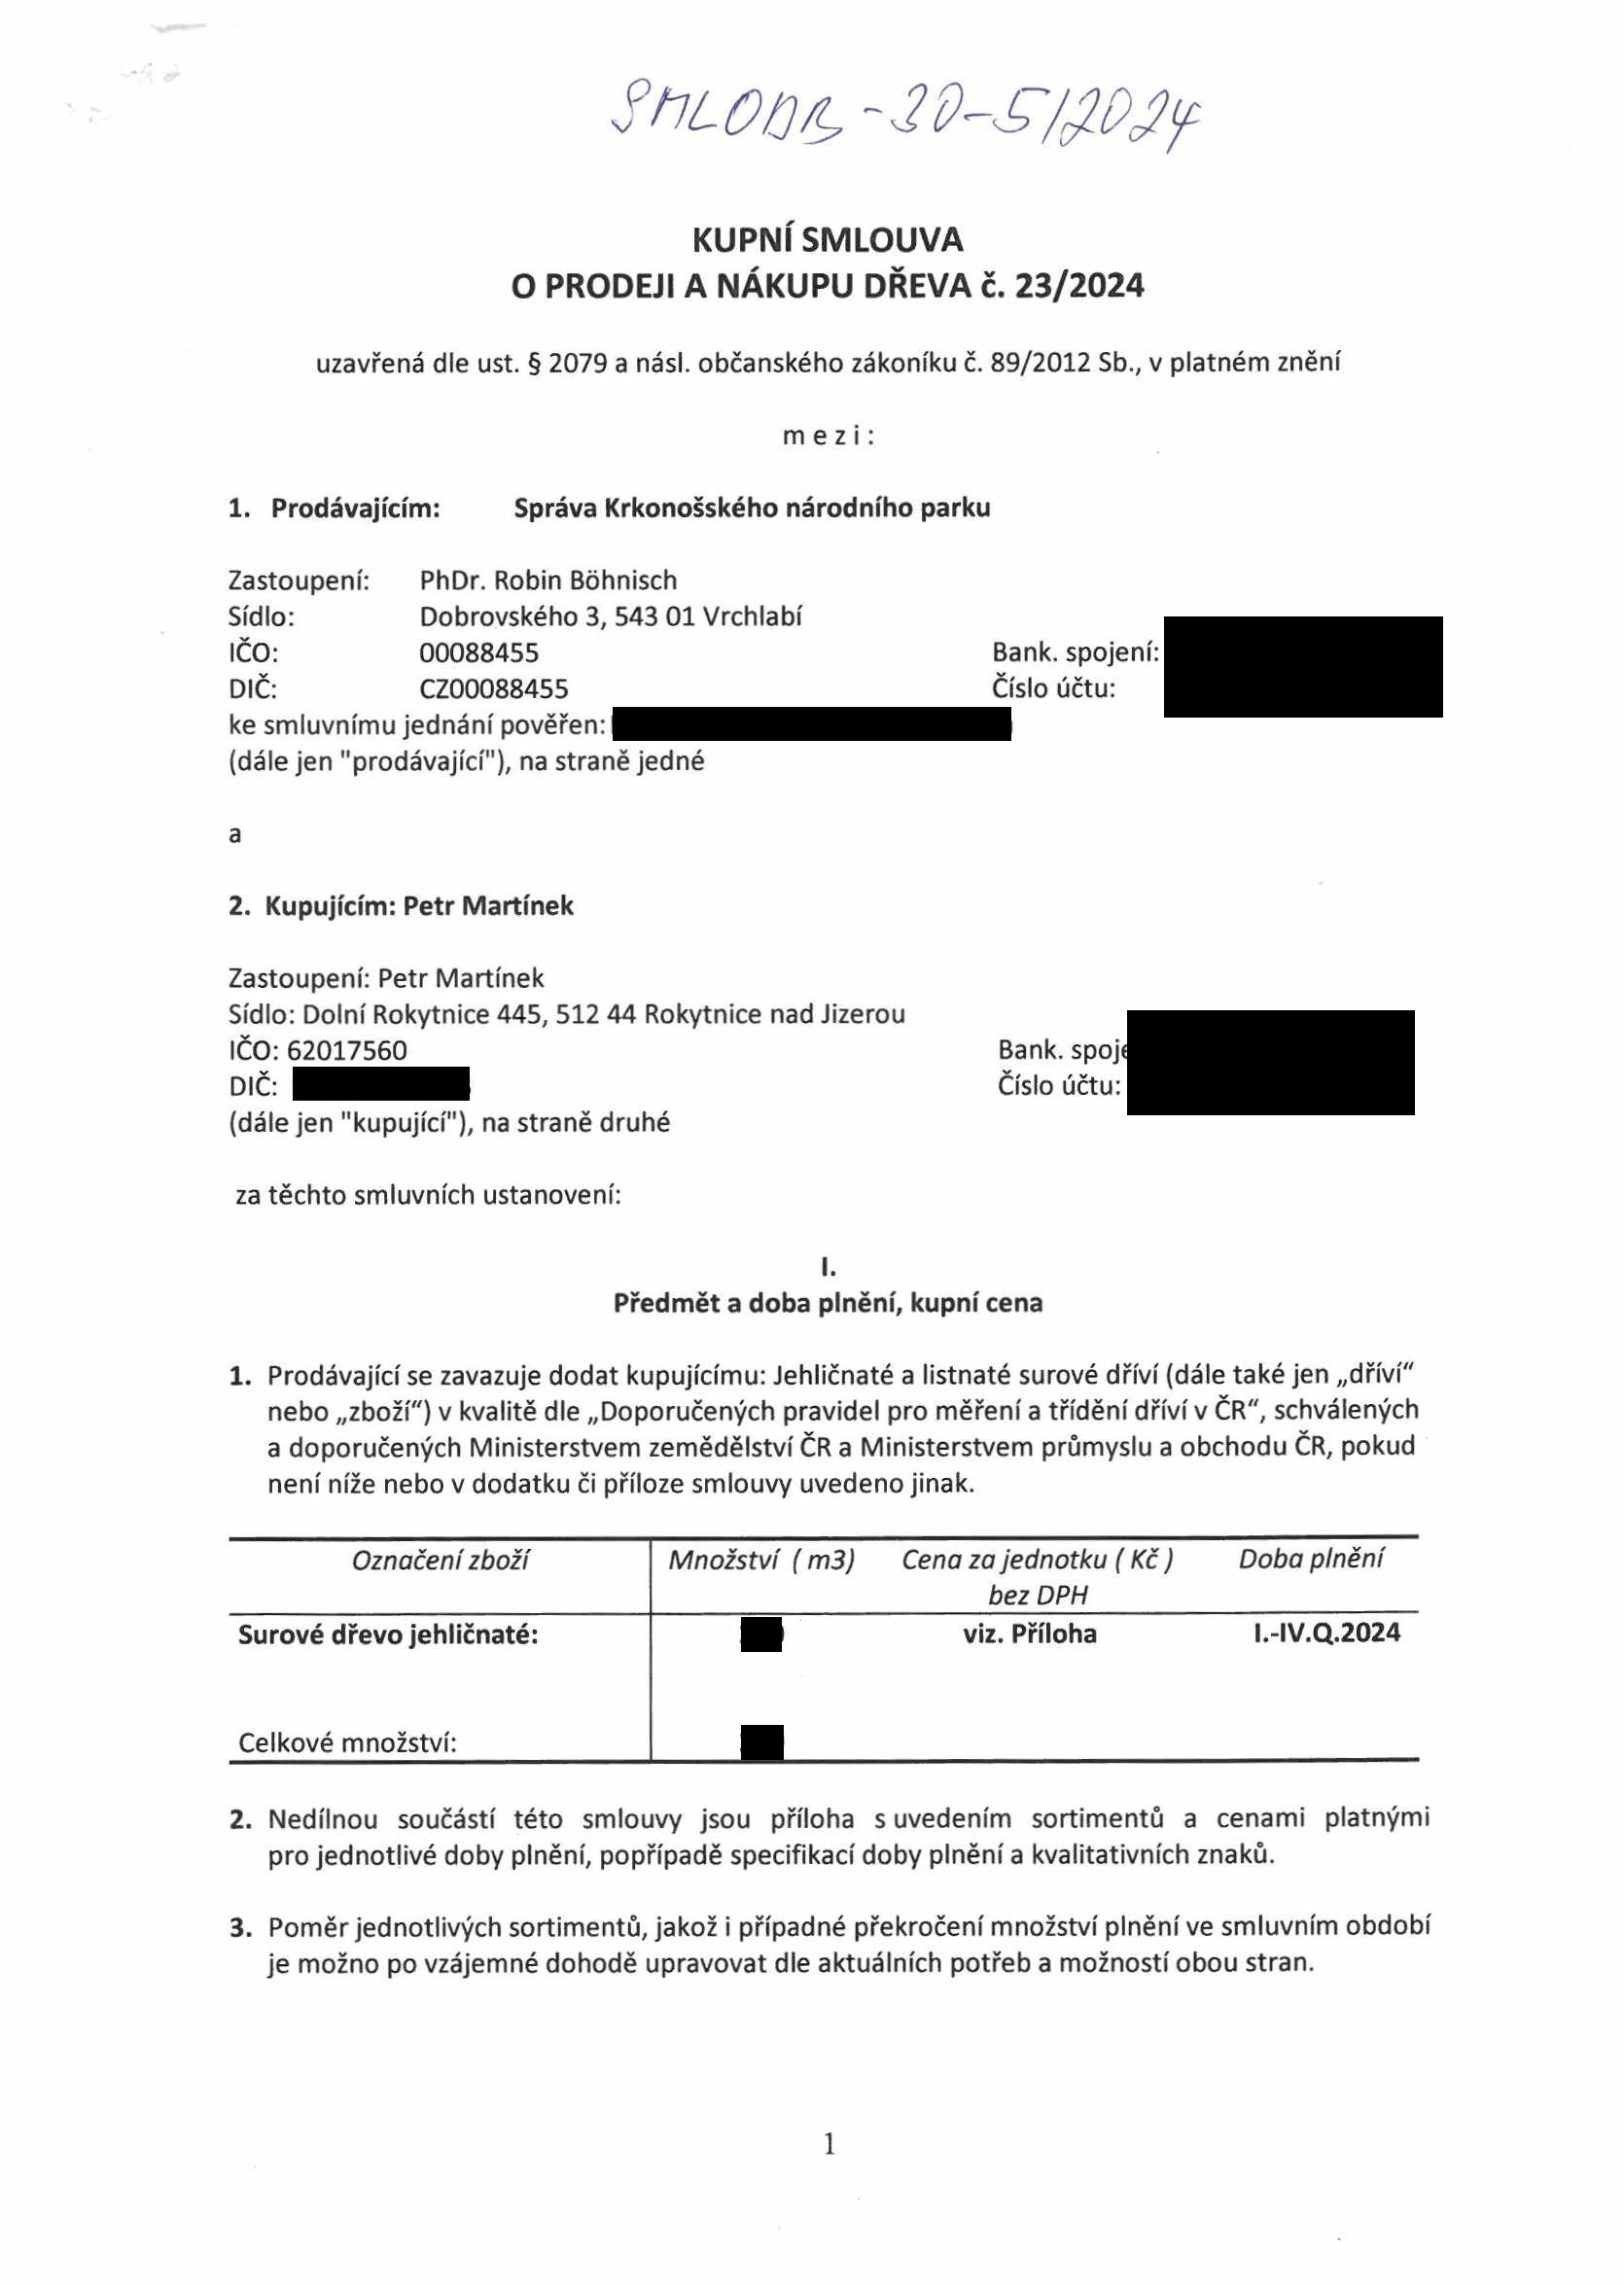 SMLODB-30-5/2024
KUPNÍ SMLOUVA
O PRODEJI A NÁKUPU DŘEVA č. 23/2024
uzavřená dle ust. § 2079 a násl. občanského zákoníku č. 89/2012 Sb., v platném znění
m e z i :
1. Prodávajícím: Správa Krkonošského národního parku
Zastoupení: PhDr. Robin Böhnisch
Sídlo: Dobrovského 3, 543 01 Vrchlabí
IČO: 00088455 Bank. spojení:
DIČ: CZ00088455 Číslo účtu:
ke smluvnímu jednání pověřen:
(dále jen "prodávající"), na straně jedné
a
2. Kupujícím: Petr Martínek
Zastoupení: Petr Martínek
Sídlo: Dolní Rokytnice 445, 512 44 Rokytnice nad Jizerou
IČO: 62017560 Bank. spoje
DIČ: Číslo účtu:
(dále jen "kupující"), na straně druhé
za těchto smluvních ustanovení:
I.
Předmět a doba plnění, kupní cena
1. Prodávající se zavazuje dodat kupujícímu: Jehličnaté a listnaté surové dříví (dále také jen „dříví“
nebo „zboží“) v kvalitě dle „Doporučených pravidel pro měření a třídění dříví v ČR“, schválených
a doporučených Ministerstvem zemědělství ČR a Ministerstvem průmyslu a obchodu ČR, pokud
není níže nebo v dodatku či příloze smlouvy uvedeno jinak.
Označení zboží Množství ( m3) Cena za jednotku ( Kč ) Doba plnění
bez DPH
Surové dřevo jehličnaté: viz. Příloha I.-IV.Q.2024
Celkové množství:
2. Nedílnou součástí této smlouvy jsou příloha s uvedením sortimentů a cenami platnými
pro jednotlivé doby plnění, popřípadě specifikací doby plnění a kvalitativních znaků.
3. Poměr jednotlivých sortimentů, jakož i případné překročení množství plnění ve smluvním období
je možno po vzájemné dohodě upravovat dle aktuálních potřeb a možností obou stran.
1